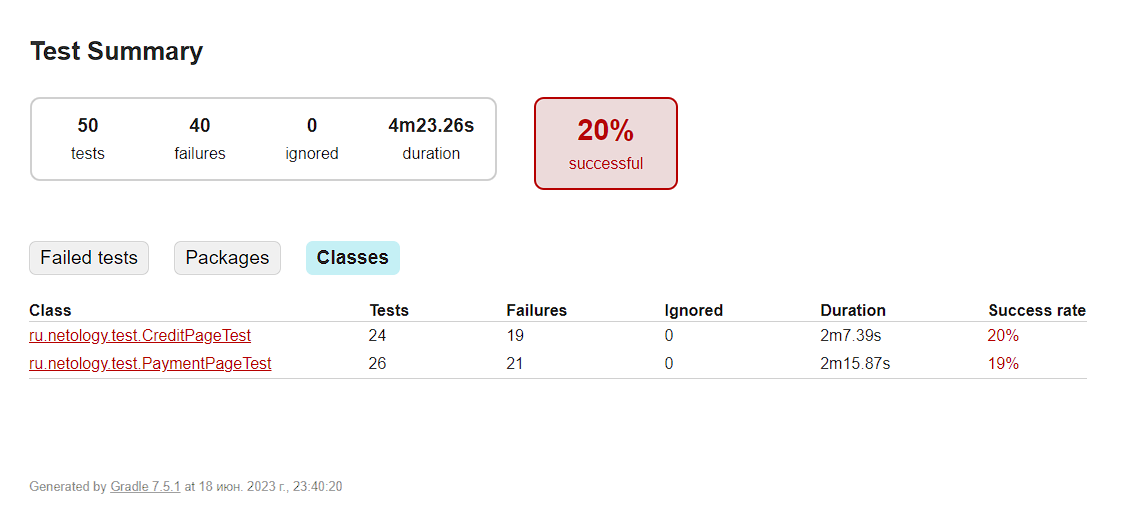 Test Summary
50 40 0 4m23.26s
tests failures ignored duration
20%
successful
Failed tests Packages Classes
Class Tests Failures Ignored Duration Success rate
ru.netology.test.CreditPageTest 24 19 0 2m7.39s 20%
ru.netology.test.PaymentPageTest 26 21 0 2m15.87s 19%
Generated by Gradle 7.5.1 at 18 июн. 2023 г., 23:40:20